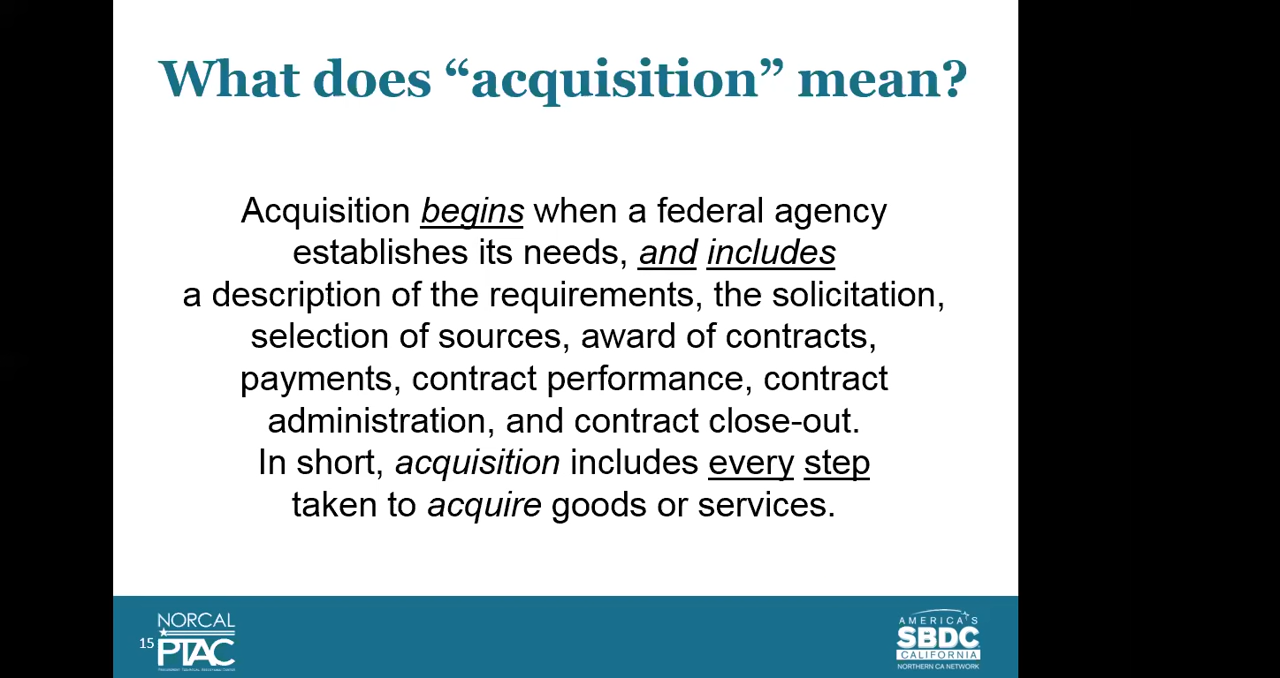 What does “acquisition” mean?
Acquisition begins when a federal agency
establishes its needs, and includes
a description of the requirements, the solicitation,
selection of sources, award of contracts,
payments, contract performance, contract
administration, and contract close-out.
In short, acquisition includes every step
taken to acquire goods or services.
15
NORCAL
PTAC
AMERICA'S
SBDC
CALIFORNIA
NORTHERN CA NETWORK